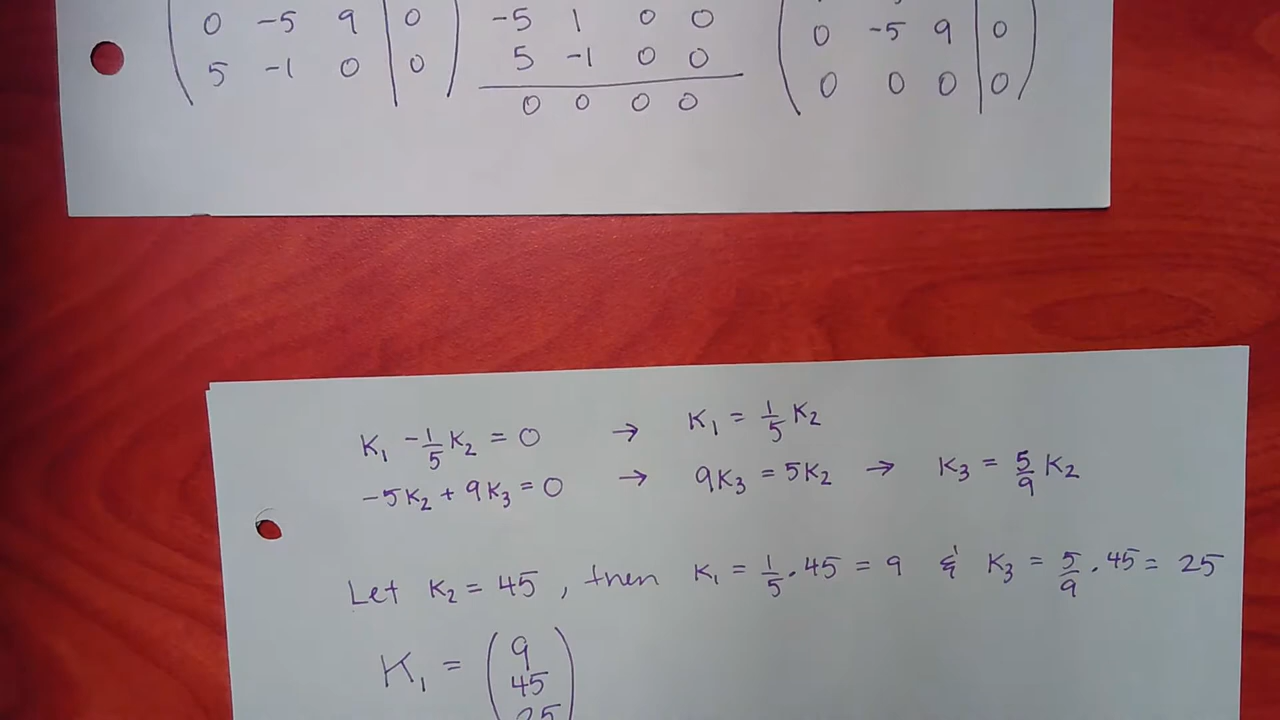 0 -5 9 | 0 -5 1 0 0 0 -5 9 | 0
5 -1 0 | 0 5 -1 0 0 0 0 0 | 0
0 0 0 0
K₁ - 1/5 K₂ = 0 → K₁ = 1/5 K₂
-5K₂ + 9K₃ = 0 → 9K₃ = 5K₂ → K₃ = 5/9 K₂
Let K₂ = 45, then K₁ = 1/5 · 45 = 9 & K₃ = 5/9 · 45 = 25
K₁ = ( 9
45
25 )